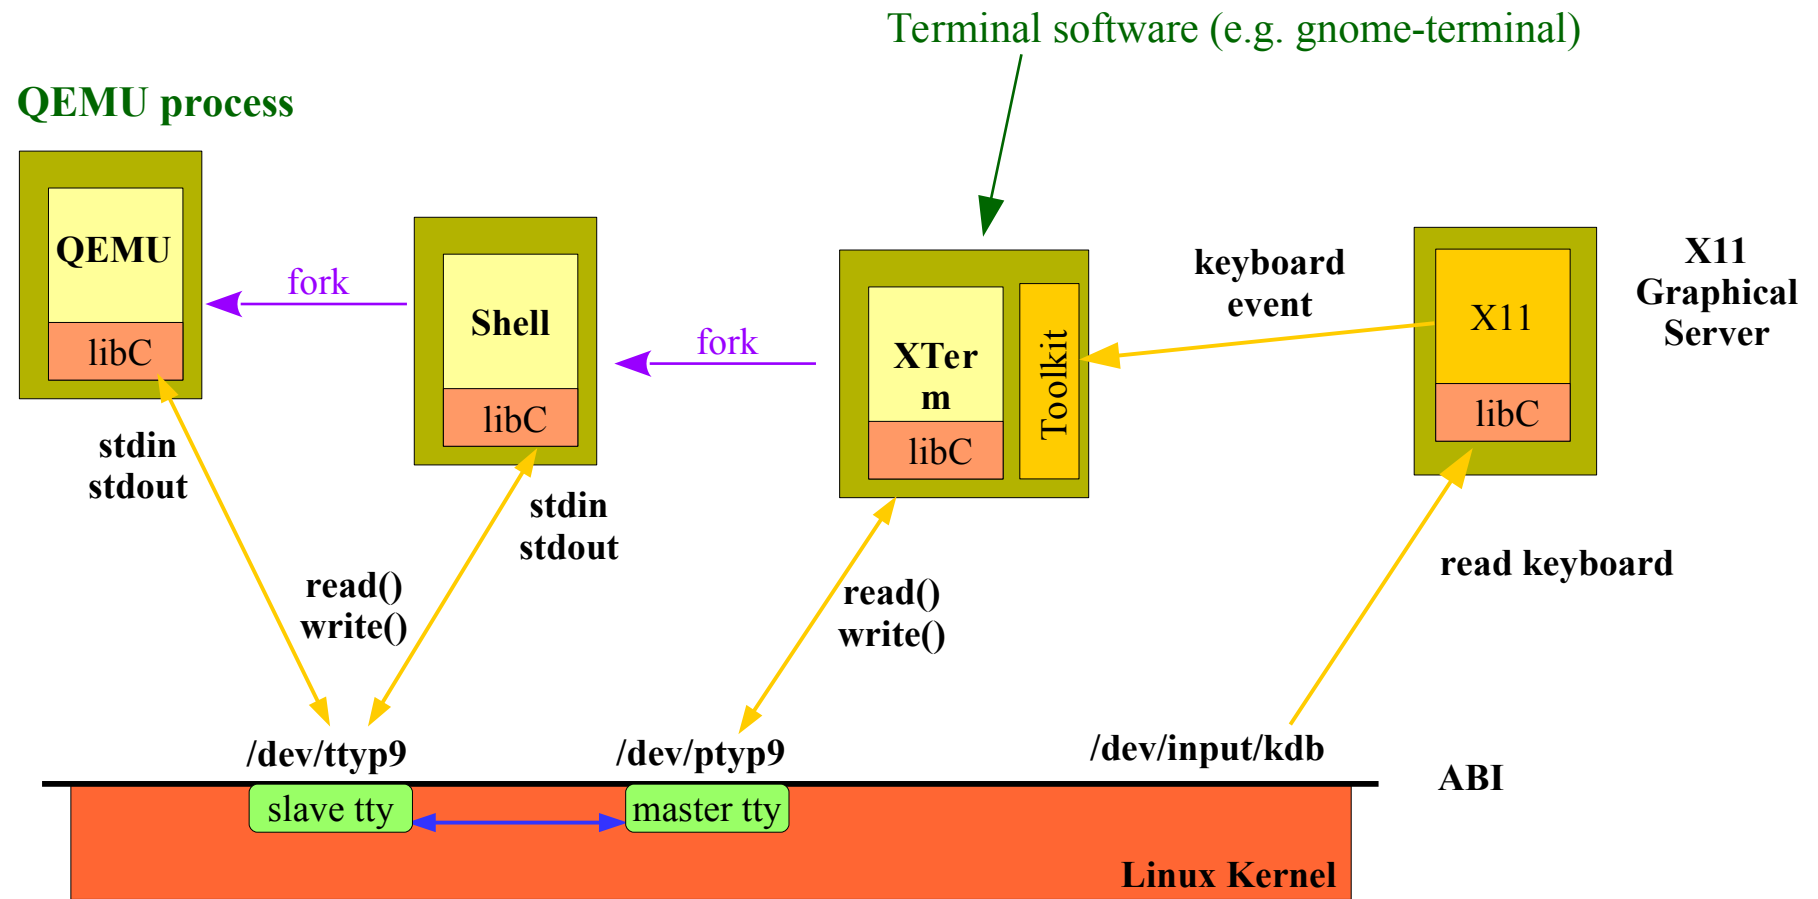 Terminal software (e.g. gnome-terminal)
QEMU process
QEMU
libC
fork
Shell
libC
fork
XTer
m
libC
Toolkit
keyboard
event
X11
libC
X11
Graphical
Server
stdin
stdout
stdin
stdout
read()
write()
read()
write()
read keyboard
/dev/ttyp9
/dev/ptyp9
/dev/input/kdb
ABI
slave tty
master tty
Linux Kernel